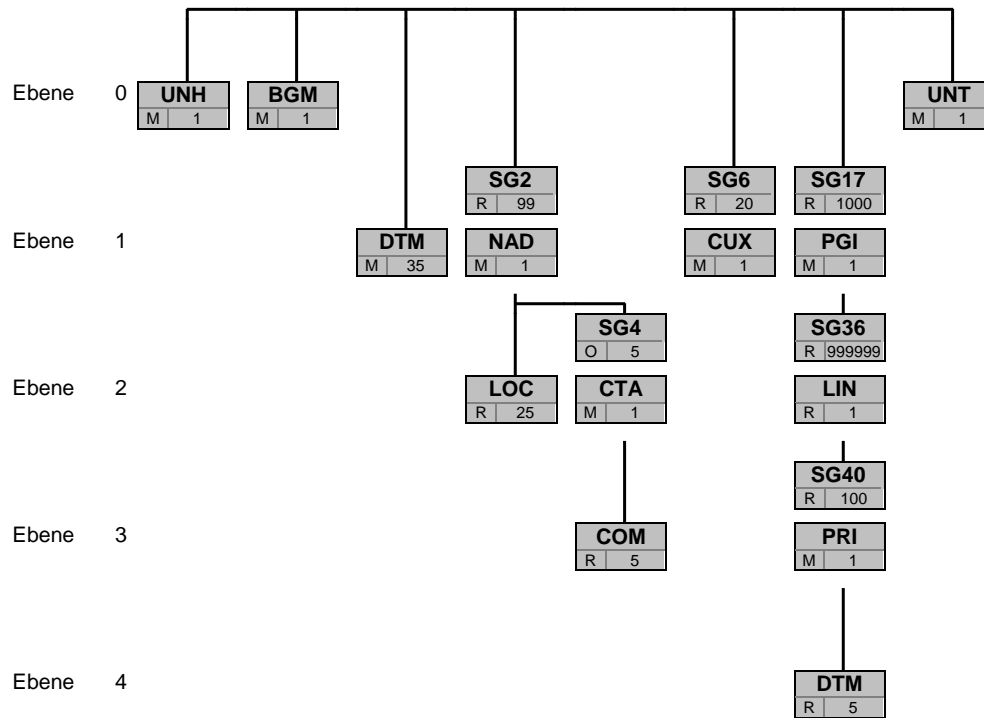 Ebene 0 UNH BGM UNT
M 1 M 1 M 1
SG2 SG6 SG17
R 99 R 20 R 1000
Ebene 1 DTM NAD CUX PGI
M 35 M 1 M 1 M 1
SG4 SG36
O 5 R 999999
Ebene 2 LOC CTA LIN
R 25 M 1 R 1
SG40
R 100
Ebene 3 COM PRI
R 5 M 1
Ebene 4 DTM
R 5